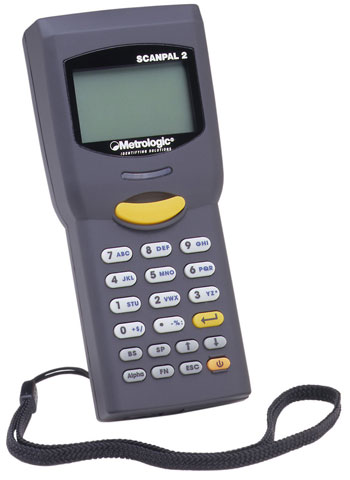 SCANPAL 2
Metrologic®
IDENTIFYING SOLUTIONS
7 ABC 8 DEF 9 GHI
4 JKL 5 MNO 6 PQR
1 STU 2 VWX 3 YZ*
0 +$/ • -%: ↵
BS SP ↑ ↓
Alpha FN ESC